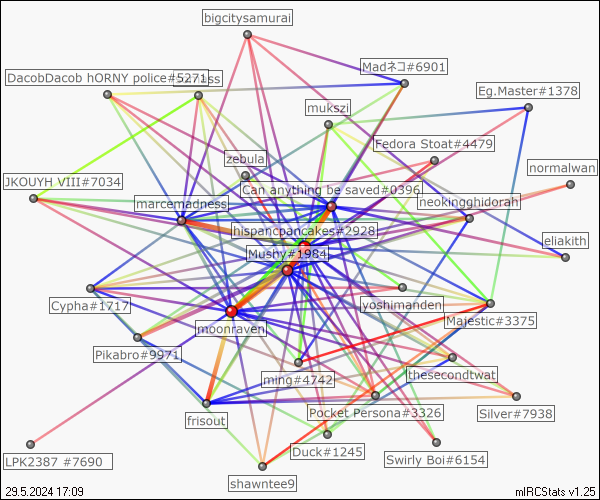 bigcitysamurai
Madネコ#6901
DacobDacob hORNY police#5271
Eg.Master#1378
mukszi
Fedora Stoat#4479
zebula
normalwan
JKOUYH VIII#7034
Can anything be saved#0396
marcemadness
neokingghidorah
hispancpancakes#2928
eliakith
Mushy#1984
Cypha#1717
yoshimanden
Majestic#3375
moonraven
Pikabro#9971
thesecondtwat
ming#4742
Pocket Persona#3326
Silver#7938
frisout
Duck#1245
LPK2387 #7690
Swirly Boi#6154
shawntee9
29.5.2024 17:09
mIRCStats v1.25